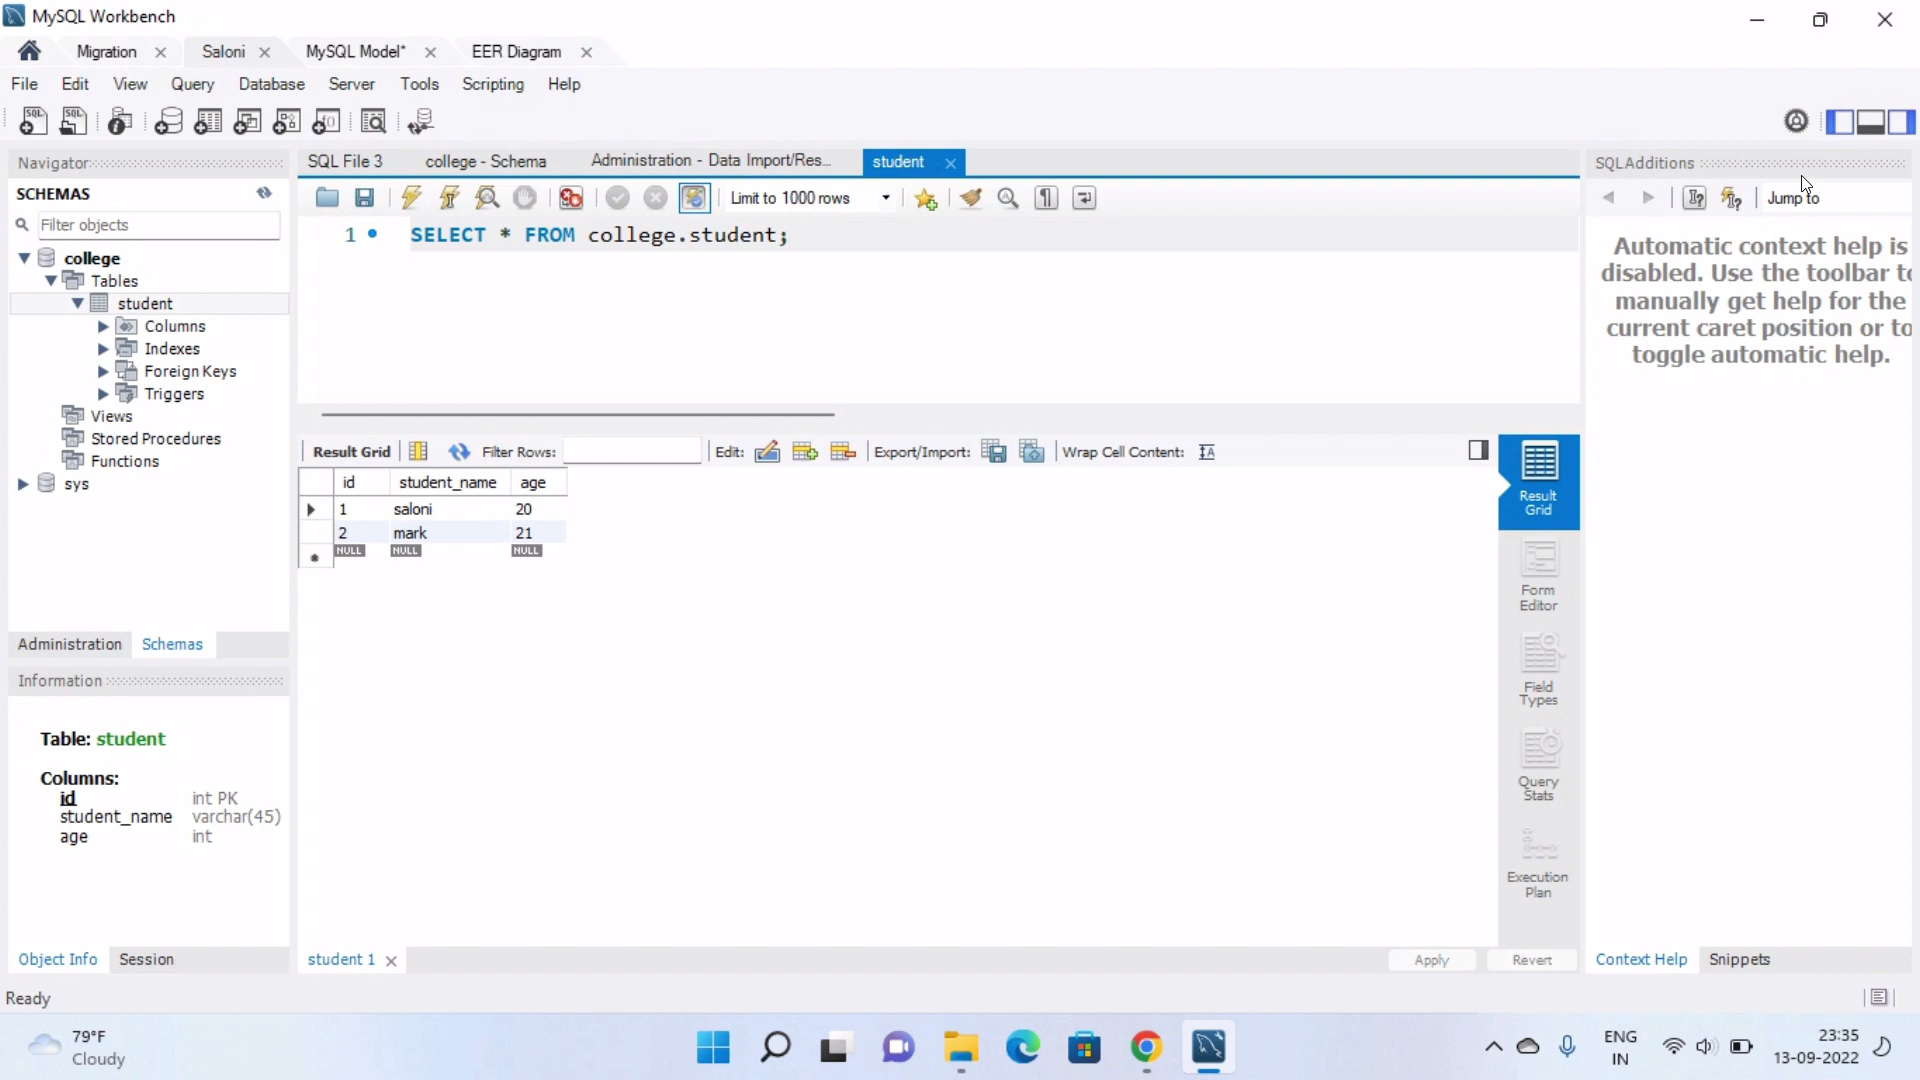 MySQL Workbench
Migration
Saloni
MySQL Model*
EER Diagram
File Edit View Query Database Server Tools Scripting Help
Navigator
SCHEMAS
Filter objects
college
Tables
student
Columns
Indexes
Foreign Keys
Triggers
Views
Stored Procedures
Functions
sys
Administration Schemas
Information
Table: student
Columns:
id int PK
student_name varchar(45)
age int
Object Info Session
SQL File 3
college - Schema
Administration - Data Import/Res...
student
Limit to 1000 rows
1 SELECT * FROM college.student;
Result Grid
Filter Rows:
Edit:
Export/Import:
Wrap Cell Content:
id student_name age
1 saloni 20
2 mark 21
NULL NULL NULL
Result
Grid
Form
Editor
Field
Types
Query
Stats
Execution
Plan
student 1
Apply Revert
SQLAdditions
Jump to
Automatic context help is
disabled. Use the toolbar to
manually get help for the
current caret position or to
toggle automatic help.
Context Help Snippets
Ready
79°F
Cloudy
ENG
IN
23:35
13-09-2022